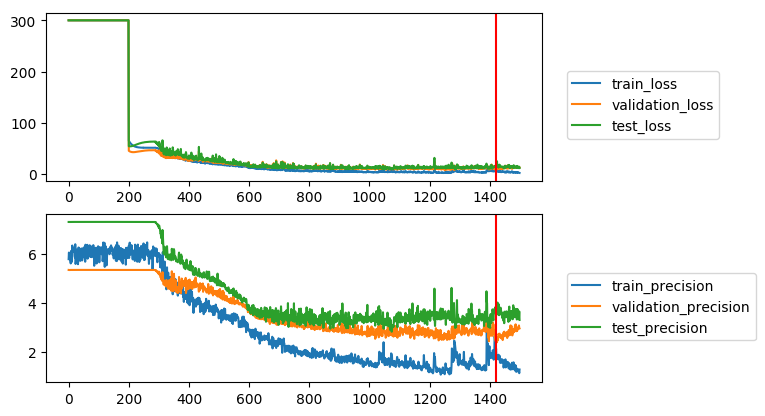 300
200
100
0
0 200 400 600 800 1000 1200 1400
train_loss
validation_loss
test_loss
6
4
2
0 200 400 600 800 1000 1200 1400
train_precision
validation_precision
test_precision